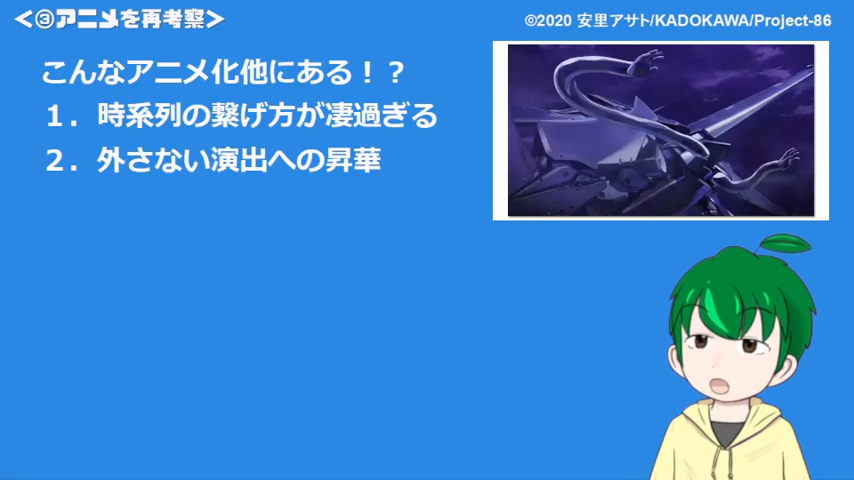 ＜③アニメを再考察＞
©2020 安里アサト/KADOKAWA/Project-86
こんなアニメ化他にある！？
１．時系列の繋げ方が凄過ぎる
２．外さない演出への昇華